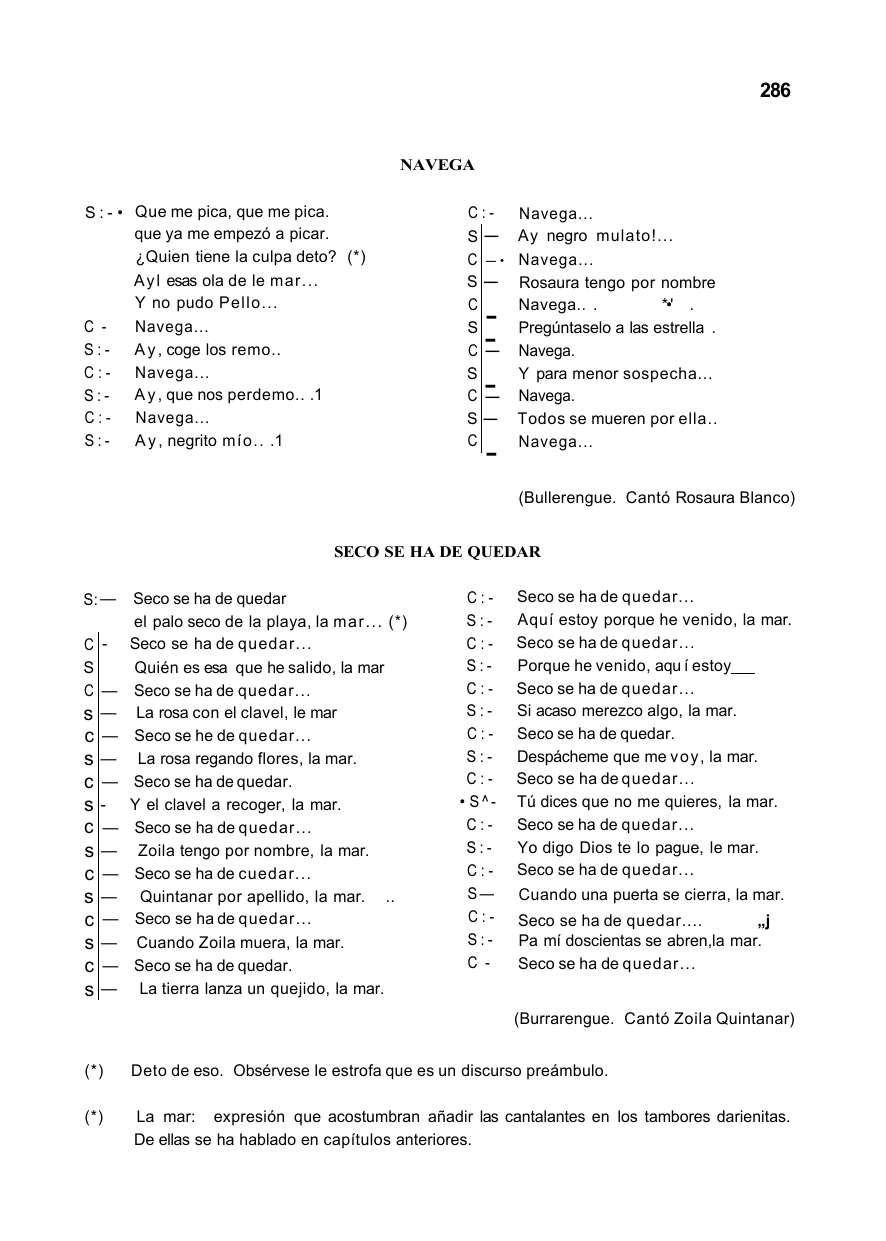 286
NAVEGA
S : - • Que me pica, que me pica.
que ya me empezó a picar.
¿Quien tiene la culpa deto? (*)
Ayl esas ola de le mar...
Y no pudo Pello...
C - Navega...
S : - Ay, coge los remo..
C : - Navega...
S : - Ay, que nos perdemo.. .1
C : - Navega...
S : - Ay, negrito mío.. .1
C : - Navega...
S — Ay negro mulato!...
C – • Navega...
S — Rosaura tengo por nombre
C _ Navega.. . *•' .
S _ Pregúntaselo a las estrella .
C — Navega.
S _ Y para menor sospecha...
C — Navega.
S — Todos se mueren por ella..
C _ Navega...
(Bullerengue. Cantó Rosaura Blanco)
SECO SE HA DE QUEDAR
S: — Seco se ha de quedar
el palo seco de la playa, la mar... (*)
C - Seco se ha de quedar...
S Quién es esa que he salido, la mar
C — Seco se ha de quedar...
s — La rosa con el clavel, le mar
c — Seco se he de quedar...
s — La rosa regando flores, la mar.
c — Seco se ha de quedar.
s - Y el clavel a recoger, la mar.
c — Seco se ha de quedar...
s — Zoila tengo por nombre, la mar.
c — Seco se ha de cuedar...
s — Quintanar por apellido, la mar. ..
c — Seco se ha de quedar...
s — Cuando Zoila muera, la mar.
c — Seco se ha de quedar.
s — La tierra lanza un quejido, la mar.
C : - Seco se ha de quedar...
S : - Aquí estoy porque he venido, la mar.
C : - Seco se ha de quedar...
S : - Porque he venido, aqu í estoy___
C : - Seco se ha de quedar...
S : - Si acaso merezco algo, la mar.
C : - Seco se ha de quedar.
S : - Despácheme que me voy, la mar.
C : - Seco se ha de quedar...
• S ^ - Tú dices que no me quieres, la mar.
C : - Seco se ha de quedar...
S : - Yo digo Dios te lo pague, le mar.
C : - Seco se ha de quedar...
S — Cuando una puerta se cierra, la mar.
C : - Seco se ha de quedar.... „j
S : - Pa mí doscientas se abren,la mar.
C - Seco se ha de quedar...
(Burrarengue. Cantó Zoila Quintanar)
(*) Deto de eso. Obsérvese le estrofa que es un discurso preámbulo.
(*) La mar: expresión que acostumbran añadir las cantalantes en los tambores darienitas.
De ellas se ha hablado en capítulos anteriores.